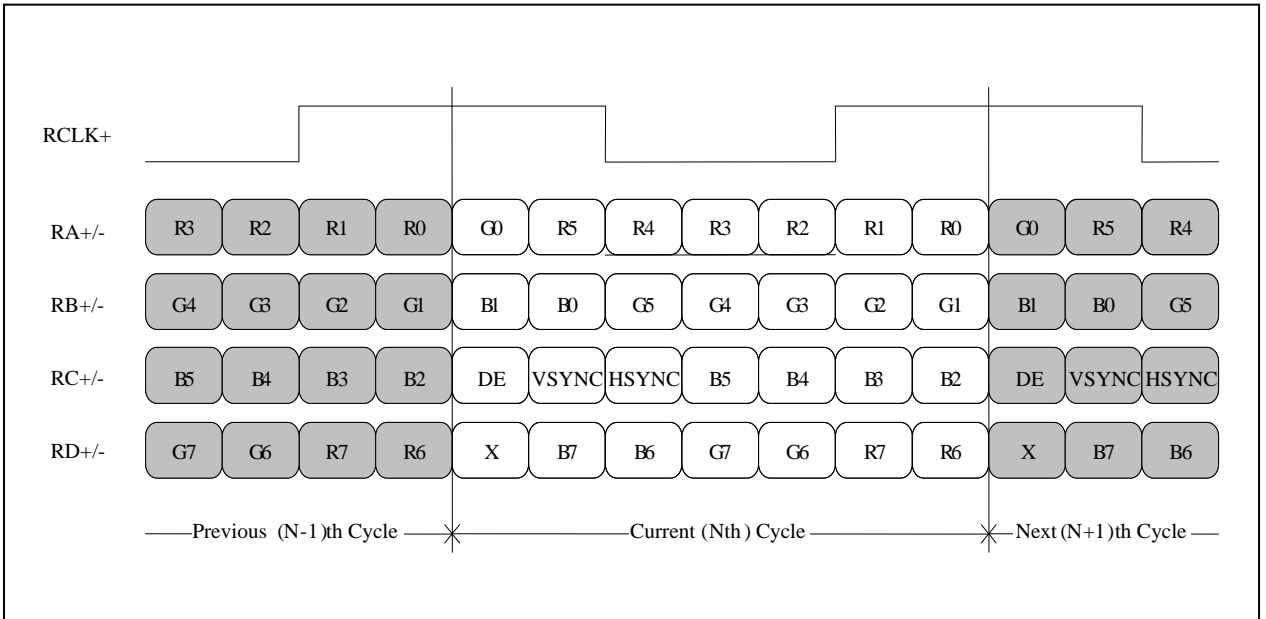 RCLK+
RA+/- R3 R2 R1 R0 G0 R5 R4 R3 R2 R1 R0 G0 R5 R4
RB+/- G4 G3 G2 G1 B1 B0 G5 G4 G3 G2 G1 B1 B0 G5
RC+/- B5 B4 B3 B2 DE VSYNC HSYNC B5 B4 B3 B2 DE VSYNC HSYNC
RD+/- G7 G6 R7 R6 X B7 B6 G7 G6 R7 R6 X B7 B6
Previous (N-1)th Cycle Current (Nth) Cycle Next (N+1)th Cycle